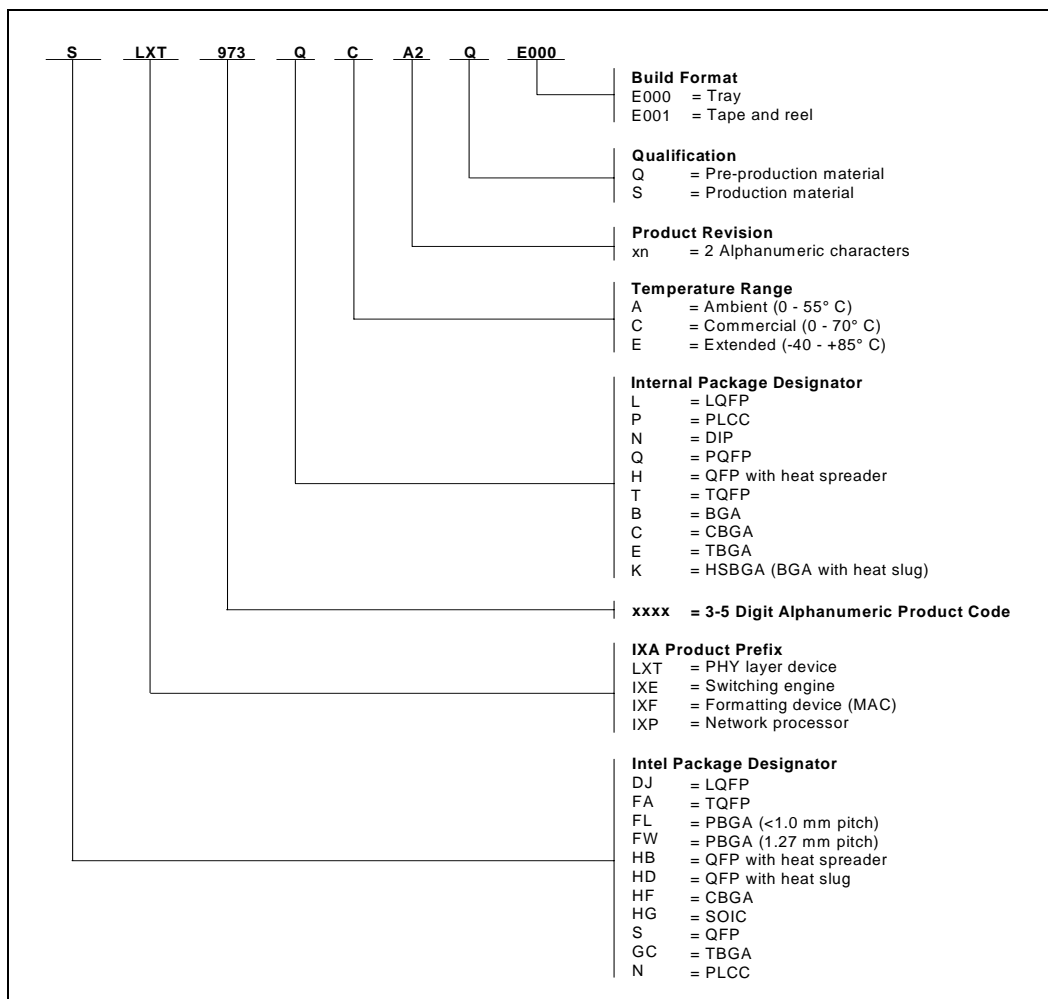 S LXT 973 Q C A2 Q E000
Build Format
E000 = Tray
E001 = Tape and reel
Qualification
Q = Pre-production material
S = Production material
Product Revision
xn = 2 Alphanumeric characters
Temperature Range
A = Ambient (0 - 55° C)
C = Commercial (0 - 70° C)
E = Extended (-40 - +85° C)
Internal Package Designator
L = LQFP
P = PLCC
N = DIP
Q = PQFP
H = QFP with heat spreader
T = TQFP
B = BGA
C = CBGA
E = TBGA
K = HSBGA (BGA with heat slug)
xxxx = 3-5 Digit Alphanumeric Product Code
IXA Product Prefix
LXT = PHY layer device
IXE = Switching engine
IXF = Formatting device (MAC)
IXP = Network processor
Intel Package Designator
DJ = LQFP
FA = TQFP
FL = PBGA (<1.0 mm pitch)
FW = PBGA (1.27 mm pitch)
HB = QFP with heat spreader
HD = QFP with heat slug
HF = CBGA
HG = SOIC
S = QFP
GC = TBGA
N = PLCC